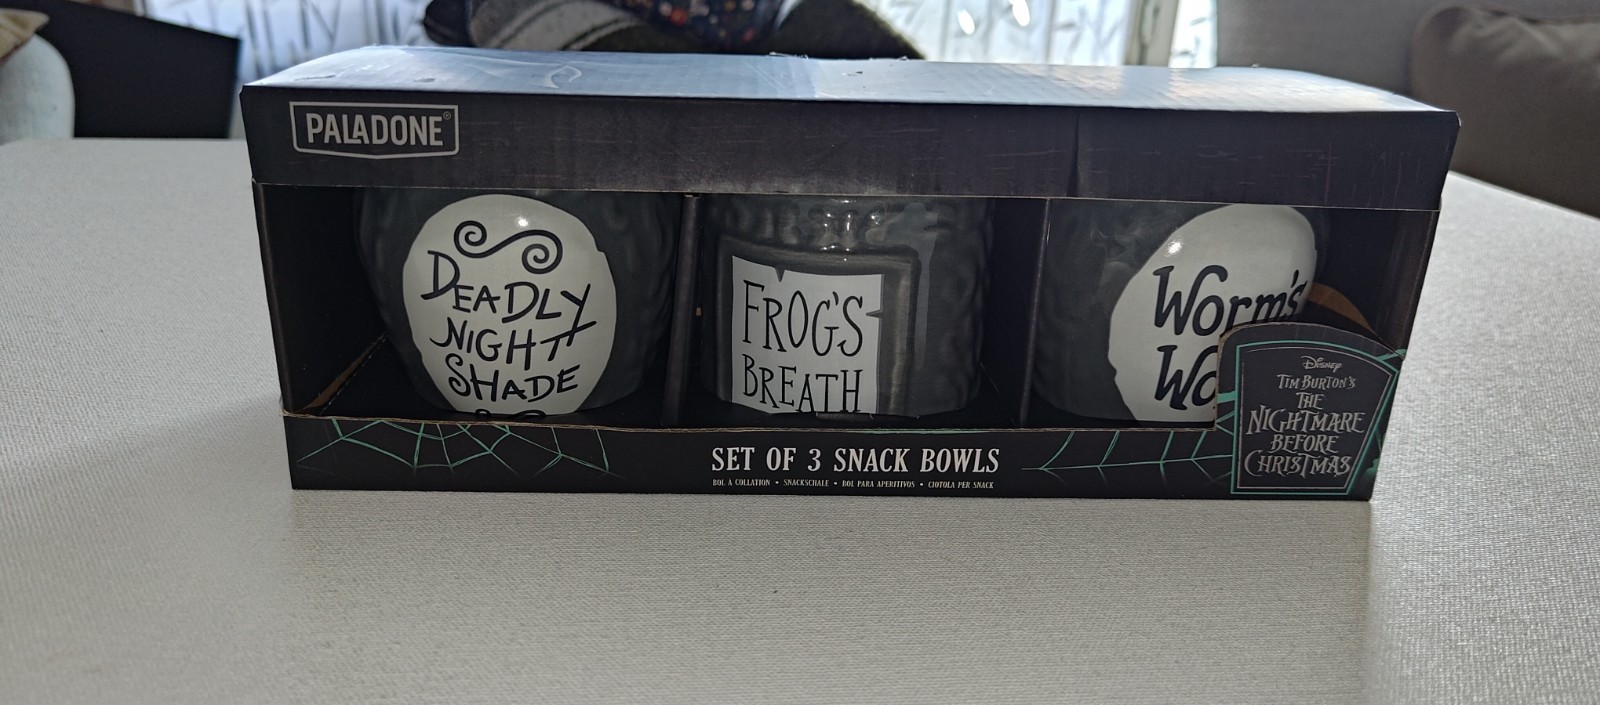 PALADONE®
DEADLY
NIGHT
SHADE
FROG'S
BREATH
Worm's
Wo
SET OF 3 SNACK BOWLS
BOL À COLLATION • SNACKSCHALE • BOL PARA APERITIVOS • CIOTOLA PER SNACK
Disney
TIM BURTON'S
THE
NIGHTMARE
BEFORE
CHRISTMAS